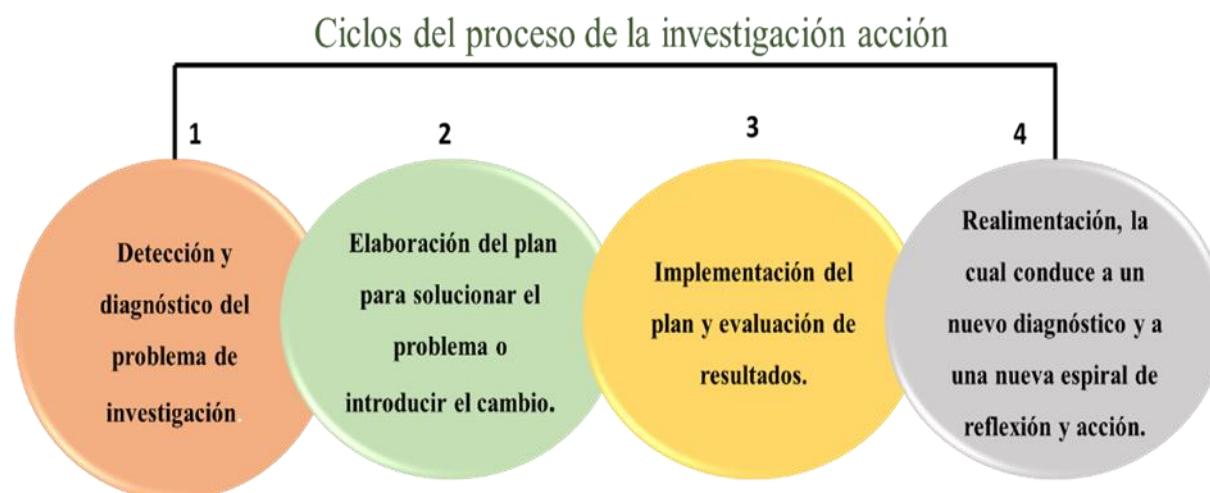 Ciclos del proceso de la investigación acción
1
Detección y
diagnóstico del
problema de
investigación.
2
Elaboración del plan
para solucionar el
problema o
introducir el cambio.
3
Implementación del
plan y evaluación de
resultados.
4
Realimentación, la
cual conduce a un
nuevo diagnóstico y a
una nueva espiral de
reflexión y acción.